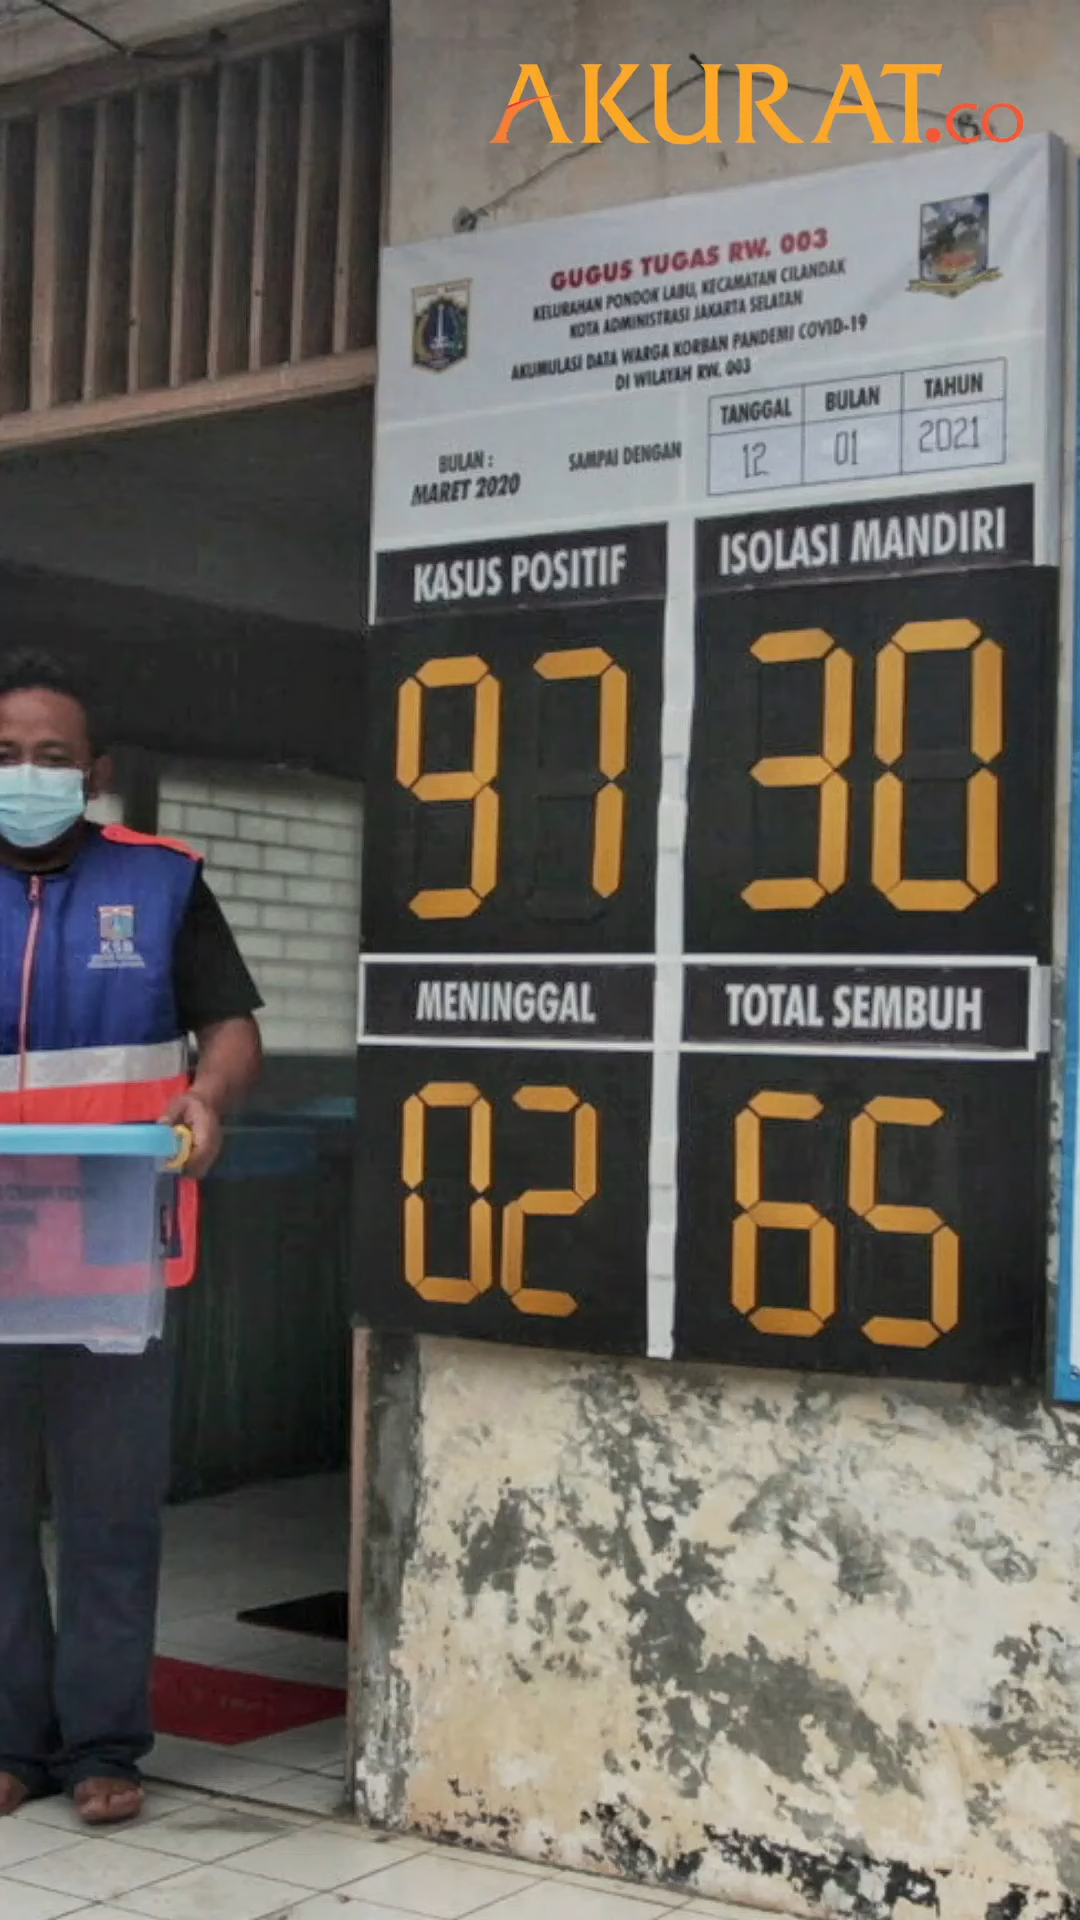 AKURAT.co
GUGUS TUGAS RW. 003
KELURAHAN PONDOK LABU, KECAMATAN CILANDAK
KOTA ADMINISTRASI JAKARTA SELATAN
AKUMULASI DATA WARGA KORBAN PANDEMI COVID-19
DI WILAYAH RW. 003
TANGGAL BULAN TAHUN
12 01 2021
BULAN : SAMPAI DENGAN
MARET 2020
KASUS POSITIF ISOLASI MANDIRI
97 30
MENINGGAL TOTAL SEMBUH
02 65
KSB